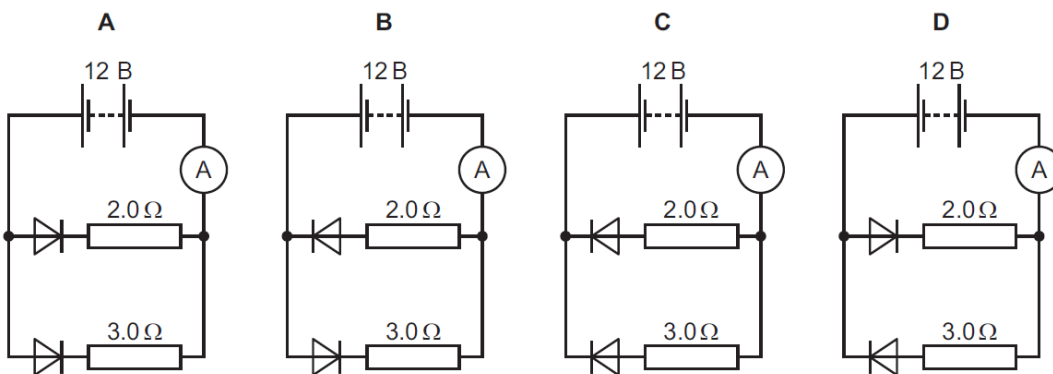 A B C D
12 В 12 В 12 В 12 В
A A A A
2.0 Ω 2.0 Ω 2.0 Ω 2.0 Ω
3.0 Ω 3.0 Ω 3.0 Ω 3.0 Ω